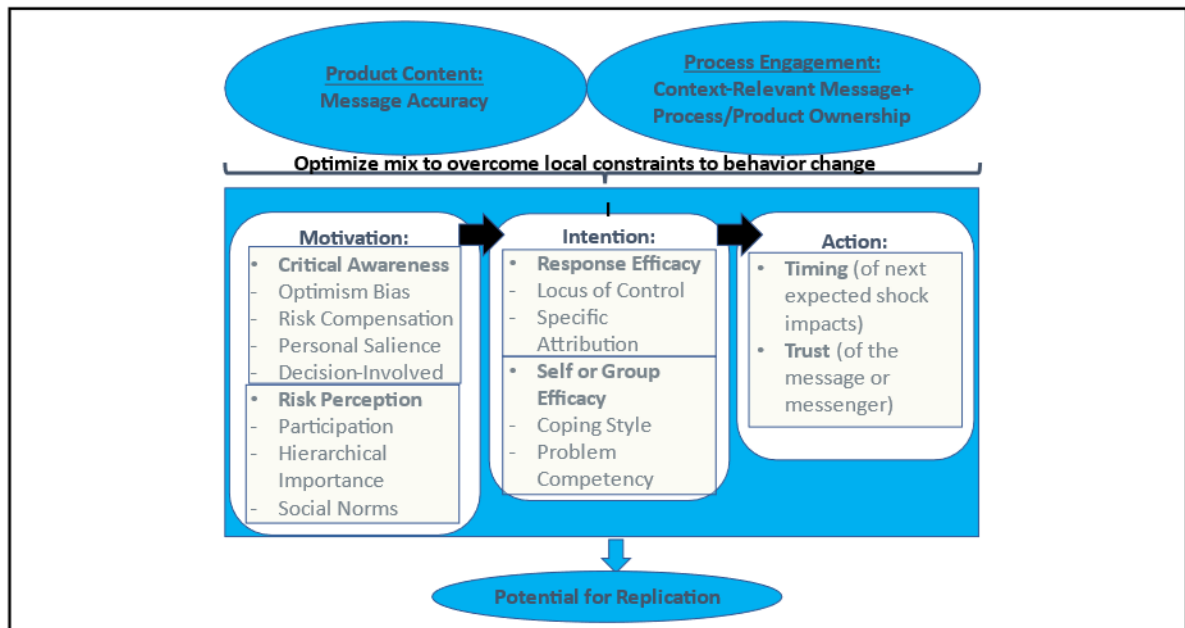 Product Content:
Message Accuracy
Process Engagement:
Context-Relevant Message+
Process/Product Ownership
Optimize mix to overcome local constraints to behavior change
Motivation:
• Critical Awareness
- Optimism Bias
- Risk Compensation
- Personal Salience
- Decision-Involved
• Risk Perception
- Participation
- Hierarchical
Importance
- Social Norms
Intention:
• Response Efficacy
- Locus of Control
- Specific
Attribution
• Self or Group
Efficacy
- Coping Style
- Problem
Competency
Action:
• Timing (of next
expected shock
impacts)
• Trust (of the
message or
messenger)
Potential for Replication